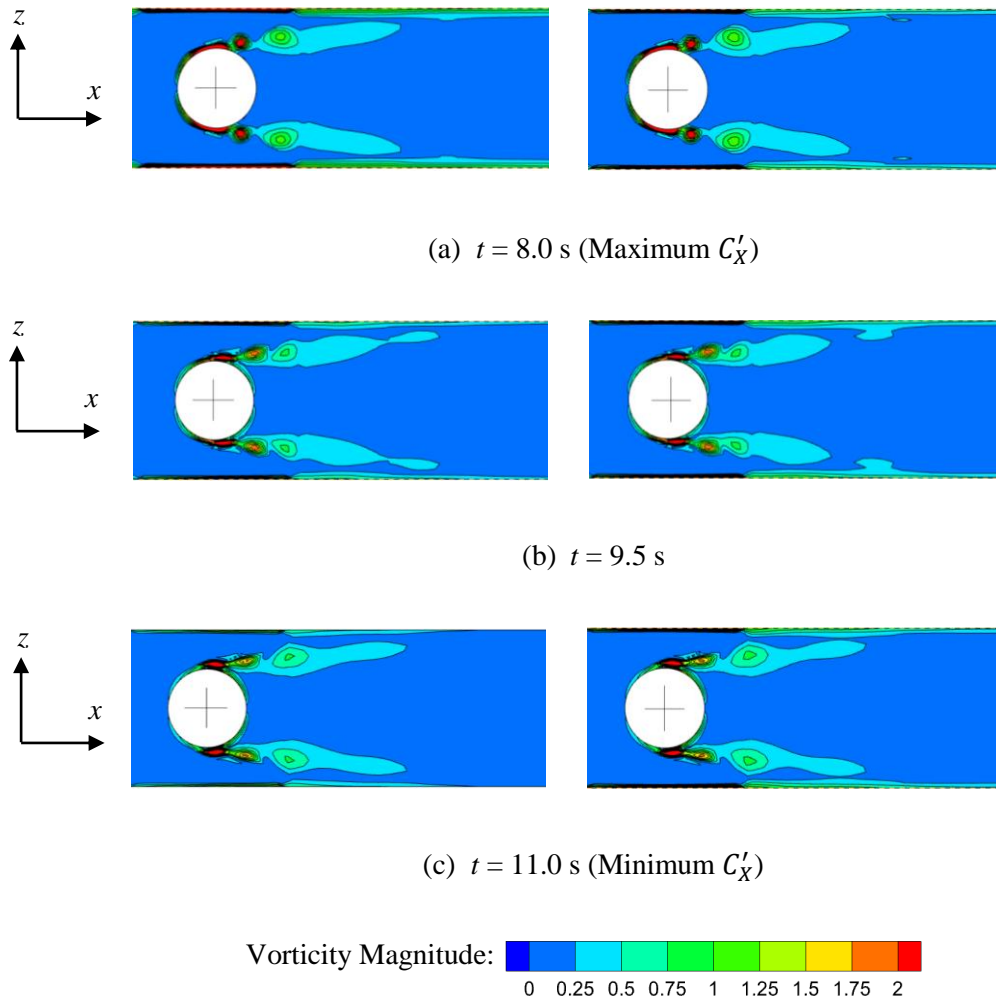 z
x
(a) t = 8.0 s (Maximum C′X)
z
x
(b) t = 9.5 s
z
x
(c) t = 11.0 s (Minimum C′X)
Vorticity Magnitude:
0 0.25 0.5 0.75 1 1.25 1.5 1.75 2